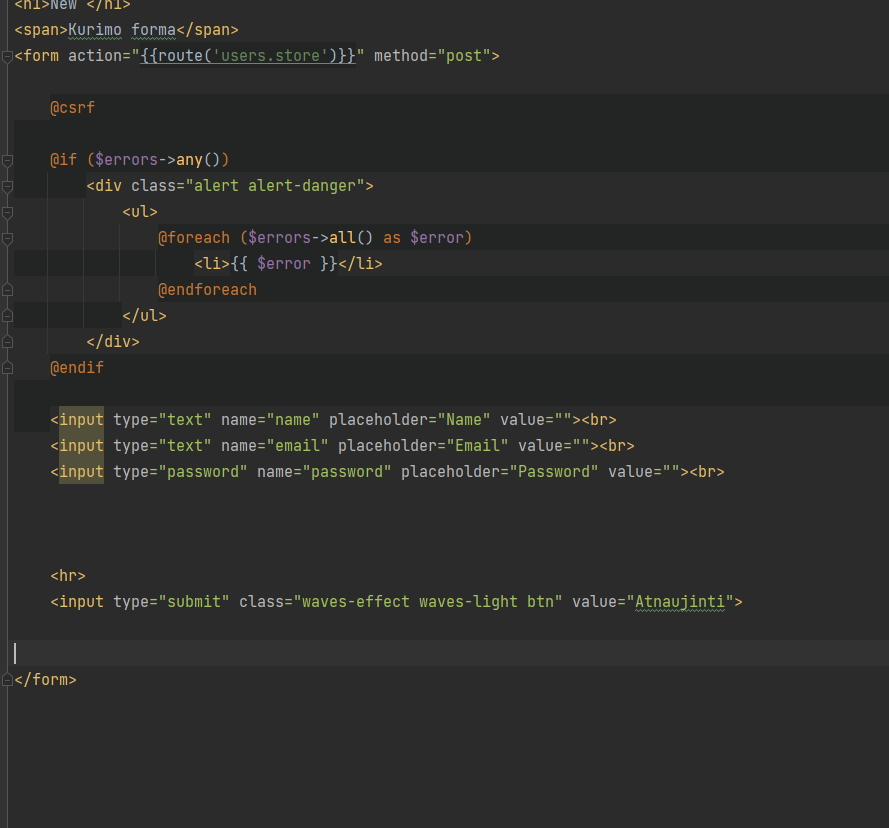 <h1>New </h1>
<span>Kurimo forma</span>
<form action="{{route('users.store')}}" method="post">
@csrf
@if ($errors->any())
<div class="alert alert-danger">
<ul>
@foreach ($errors->all() as $error)
<li>{{ $error }}</li>
@endforeach
</ul>
</div>
@endif
<input type="text" name="name" placeholder="Name" value=""><br>
<input type="text" name="email" placeholder="Email" value=""><br>
<input type="password" name="password" placeholder="Password" value=""><br>
<hr>
<input type="submit" class="waves-effect waves-light btn" value="Atnaujinti">
</form>